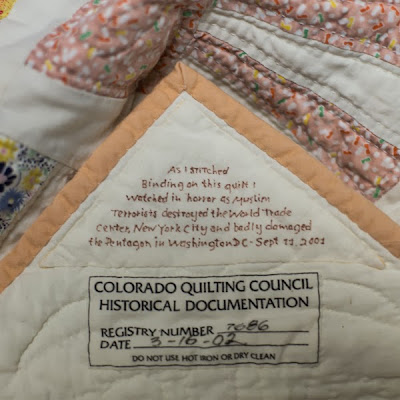 As I stitched
Binding on this quilt I
Watched in horror as Muslim
Terrorists destroyed the World Trade
Center, New York City and badly damaged
the Pentagon in Washington DC - Sept 11, 2001
COLORADO QUILTING COUNCIL
HISTORICAL DOCUMENTATION
REGISTRY NUMBER 7686
DATE 3-16-02
DO NOT USE HOT IRON OR DRY CLEAN